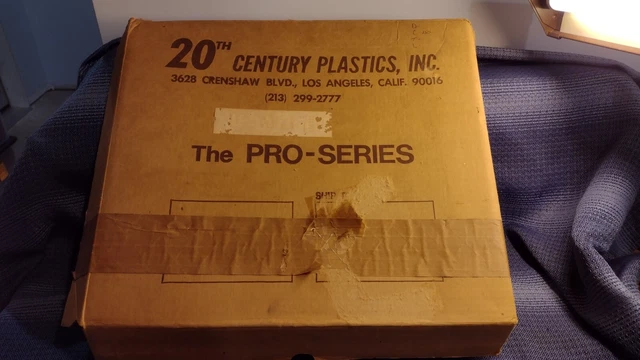 20TH CENTURY PLASTICS, INC.
3628 CRENSHAW BLVD., LOS ANGELES, CALIF. 90016
(213) 299-2777
The PRO-SERIES